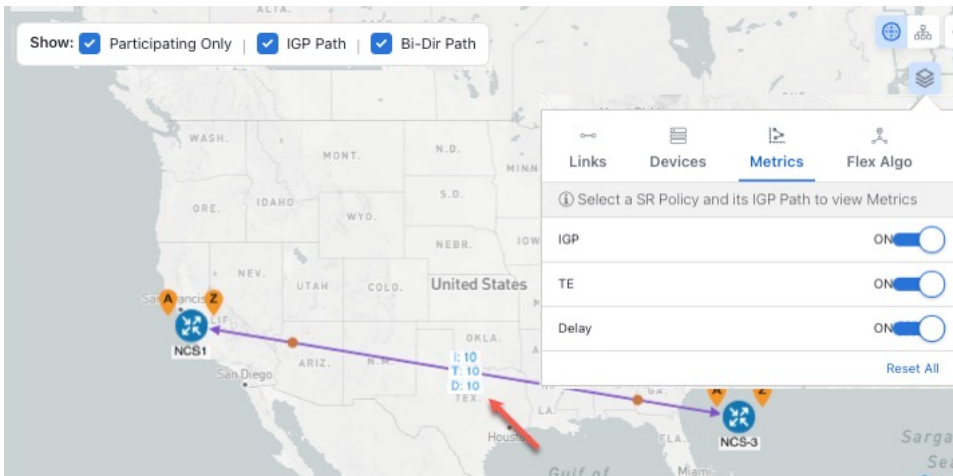 ALTA.
Show: Participating Only | IGP Path | Bi-Dir Path
WASH.
MONT.
N.D.
MINN
Links Devices Metrics Flex Algo
Select a SR Policy and its IGP Path to view Metrics
ORE.
IDAHO
WYO.
S.D.
NEBR.
IOW
IGP ON
NEV.
UTAH
COLO.
United States
TE ON
A Z
San Francisco
CALIF.
NCS1
Delay ON
OKLA.
ARIZ.
N.M.
I: 10
T: 10
D: 10
TEX.
San Diego
Reset All
A Z
GA.
LA.
NCS-3
Houston
FLA.
Sarga
Sea
Gulf of
Miami